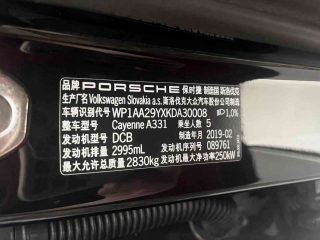 品牌 PORSCHE 保时捷 制造国 斯洛伐克
生产厂名 Volkswagen Slovakia a.s. 斯洛伐克大众汽车股份公司制造
车辆识别代号 WP1AA29YXKDA30008 1,0%
整车型号 Cayenne A331 乘坐人数 5
发动机型号 DCB 制造年月 2019-02
发动机排量 2995mL 发动机序列号 089761
最大允许总质量 2830kg 发动机最大净功率 250kW